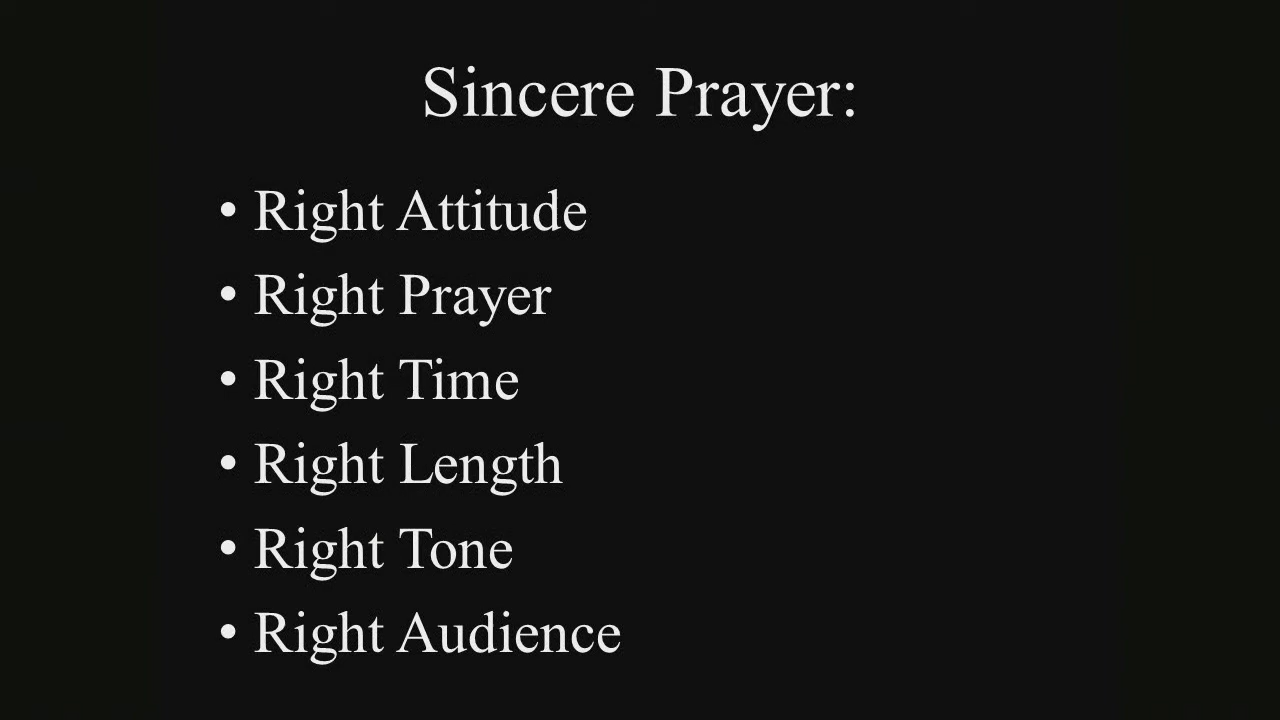 Sincere Prayer:
• Right Attitude
• Right Prayer
• Right Time
• Right Length
• Right Tone
• Right Audience